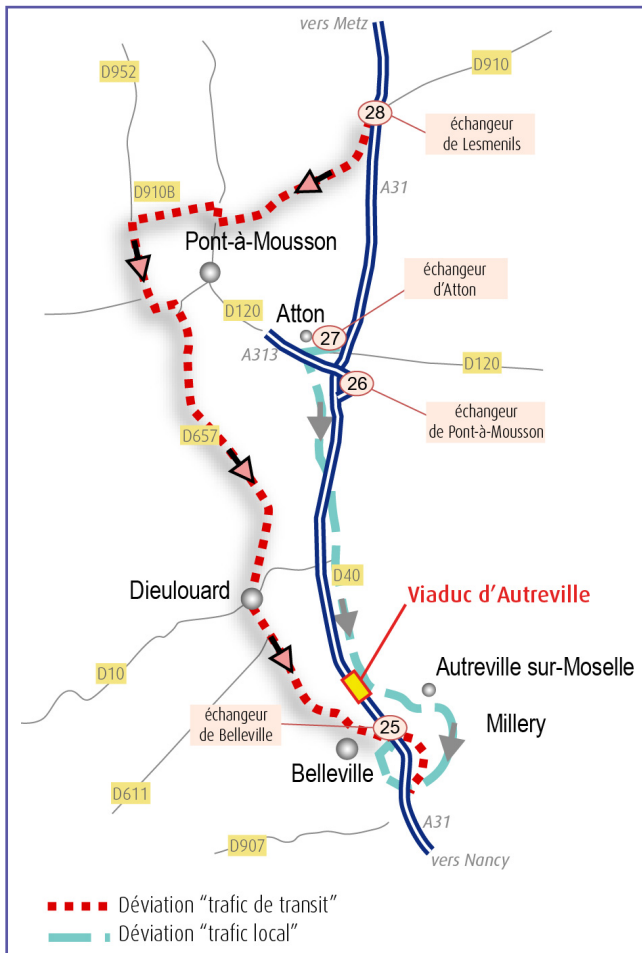 vers Metz
D952
D910
28
échangeur
de Lesmenils
A31
D910B
Pont-à-Mousson
échangeur
d'Atton
Atton
D120
27
A313
D120
26
échangeur
de Pont-à-Mousson
D657
D40
Dieulouard
Viaduc d'Autreville
D10
Autreville sur-Moselle
échangeur
de Belleville
25
Millery
Belleville
D611
A31
D907
vers Nancy
Déviation "trafic de transit"
Déviation "trafic local"